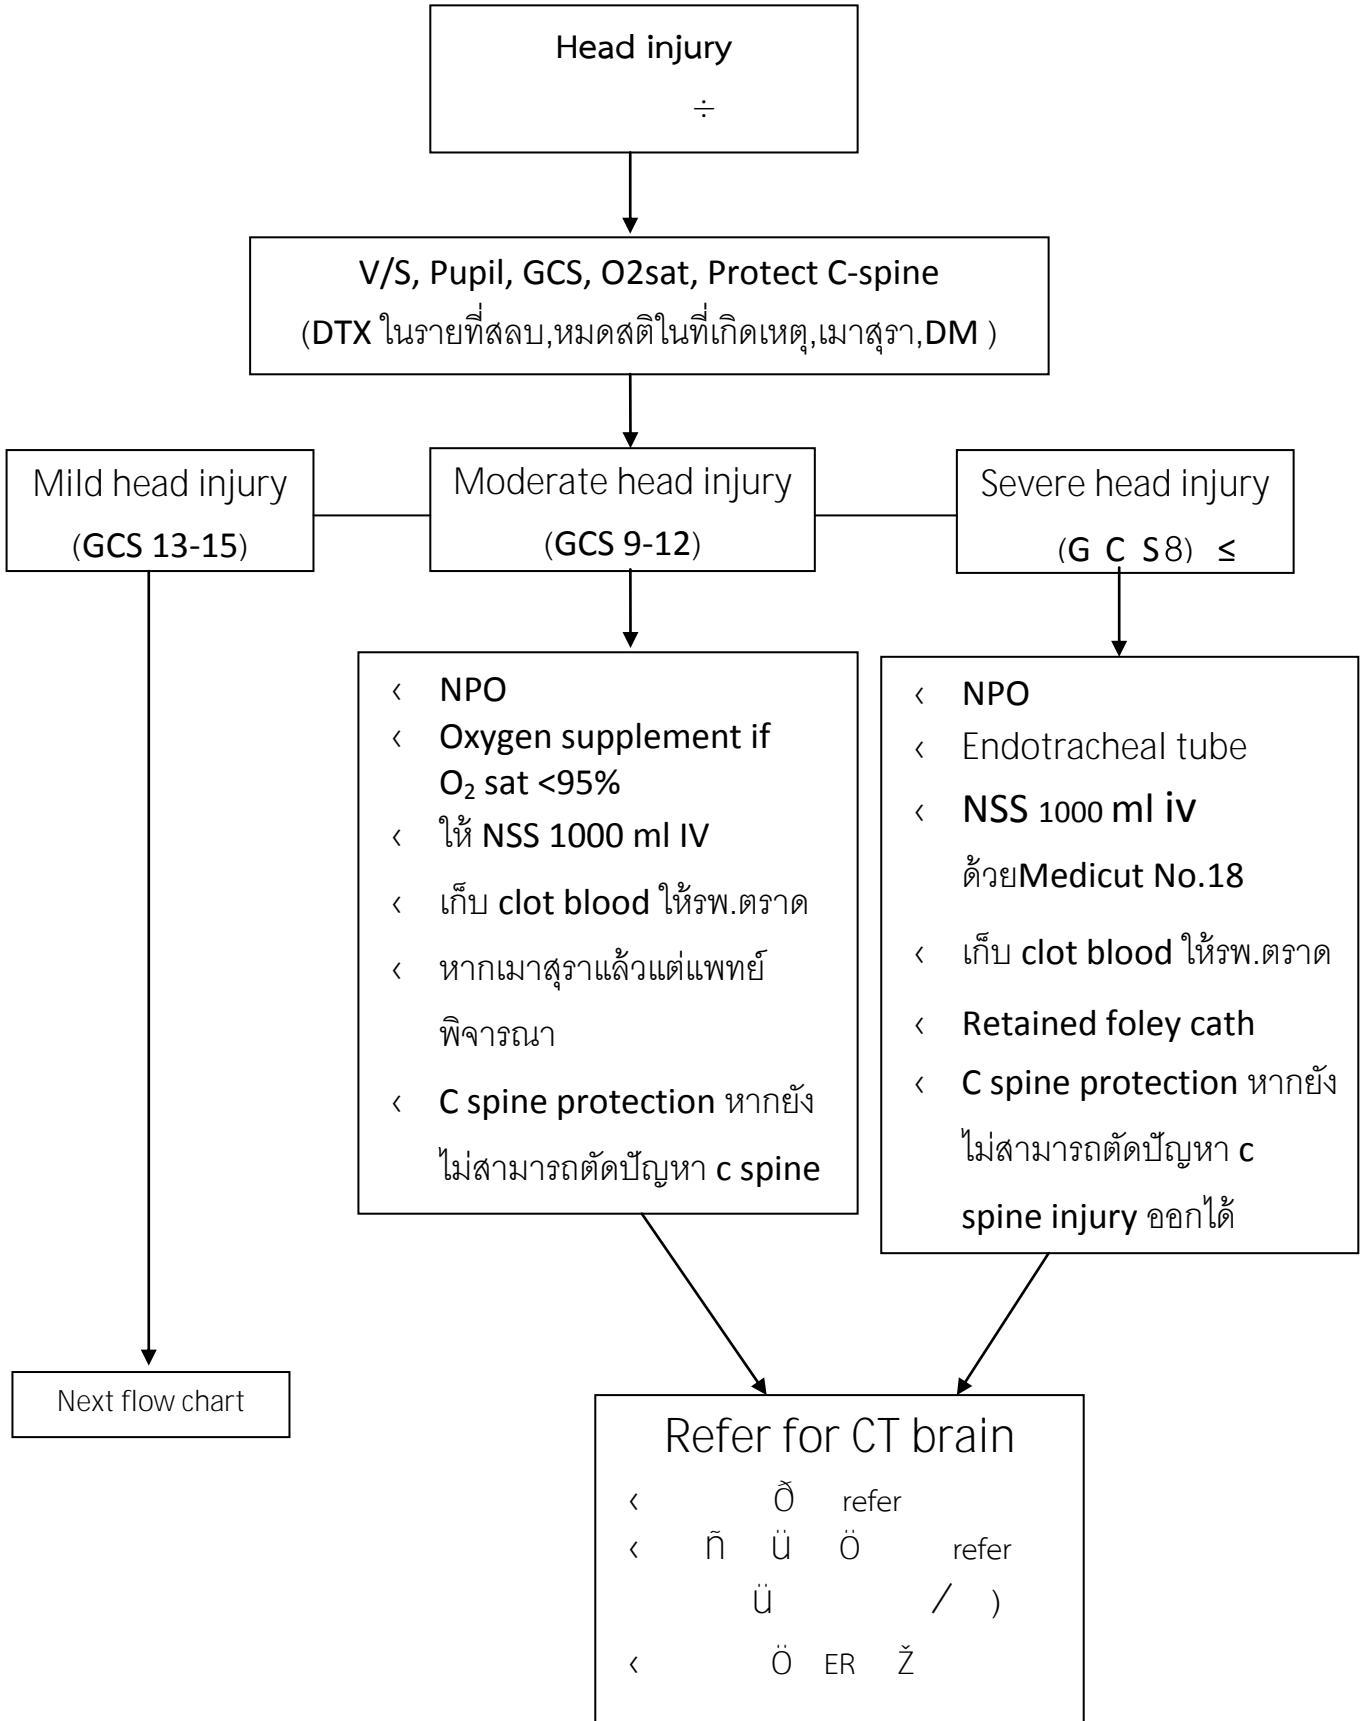 Head injury
÷
V/S, Pupil, GCS, O2sat, Protect C-spine
(DTX ในรายที่สลบ,หมดสติในที่เกิดเหตุ,เมาสุรา,DM )
Mild head injury
(GCS 13-15)
Moderate head injury
(GCS 9-12)
Severe head injury
(G C S8) ≤
‹ NPO
‹ Oxygen supplement if
O₂ sat <95%
‹ ให้ NSS 1000 ml IV
‹ เก็บ clot blood ให้รพ.ตราด
‹ หากเมาสุราแล้วแต่แพทย์
พิจารณา
‹ C spine protection หากยัง
ไม่สามารถตัดปัญหา c spine
‹ NPO
‹ Endotracheal tube
‹ NSS 1000 ml iv
ด้วยMedicut No.18
‹ เก็บ clot blood ให้รพ.ตราด
‹ Retained foley cath
‹ C spine protection หากยัง
ไม่สามารถตัดปัญหา c
spine injury ออกได้
Next flow chart
Refer for CT brain
‹ Ŏ refer
‹ ñ ü ö refer
ü / )
‹ Ö ER Ž